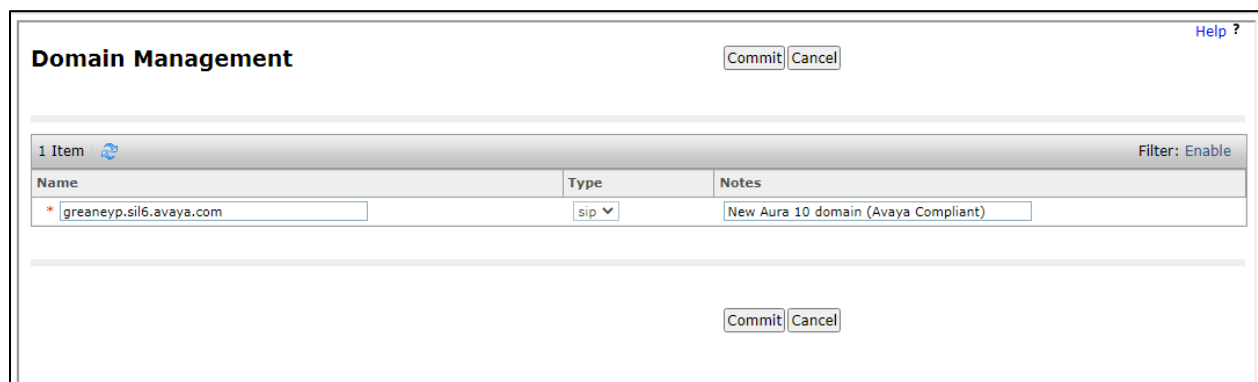 Help ?
Domain Management Commit Cancel
1 Item Filter: Enable
Name Type Notes
* greaneyp.sil6.avaya.com sip New Aura 10 domain (Avaya Compliant)
Commit Cancel